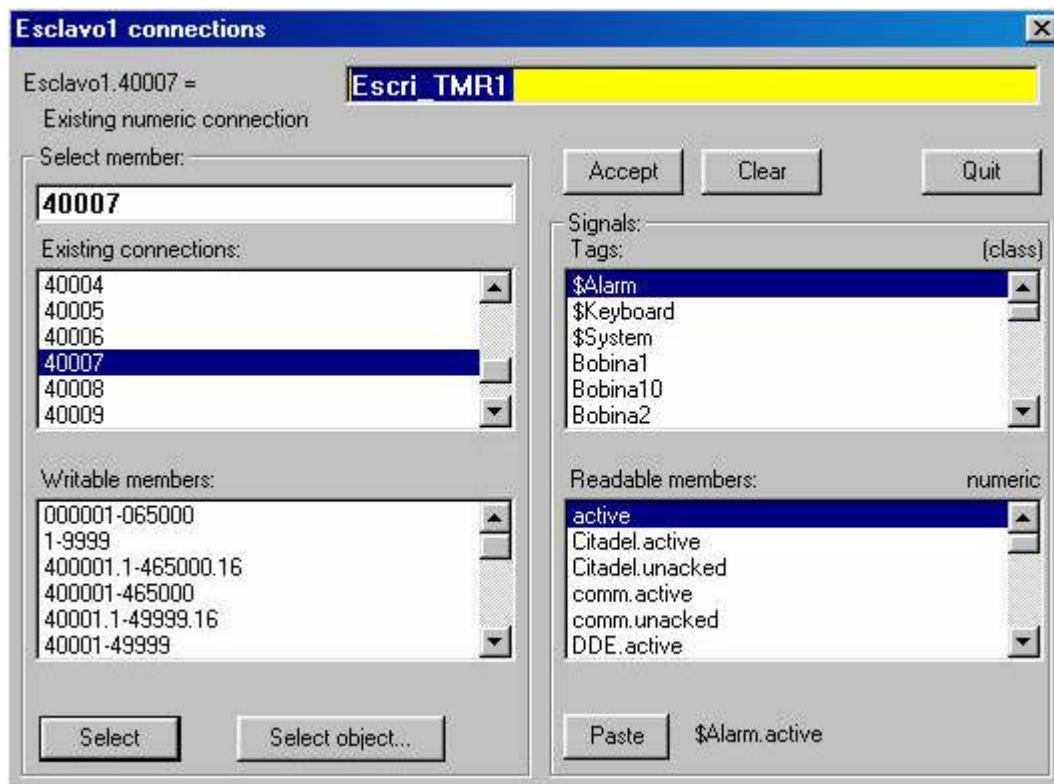 Esclavo1 connections
Esclavo1.40007 =
Escri_TMR1
Existing numeric connection
Select member:
40007
Existing connections:
40004
40005
40006
40007
40008
40009
Writable members:
000001-065000
1-9999
400001.1-465000.16
400001-465000
40001.1-49999.16
40001-49999
Select
Select object...
Accept
Clear
Quit
Signals:
Tags:
(class)
$Alarm
$Keyboard
$System
Bobina1
Bobina10
Bobina2
Readable members:
numeric
active
Citadel.active
Citadel.unacked
comm.active
comm.unacked
DDE.active
Paste
$Alarm.active